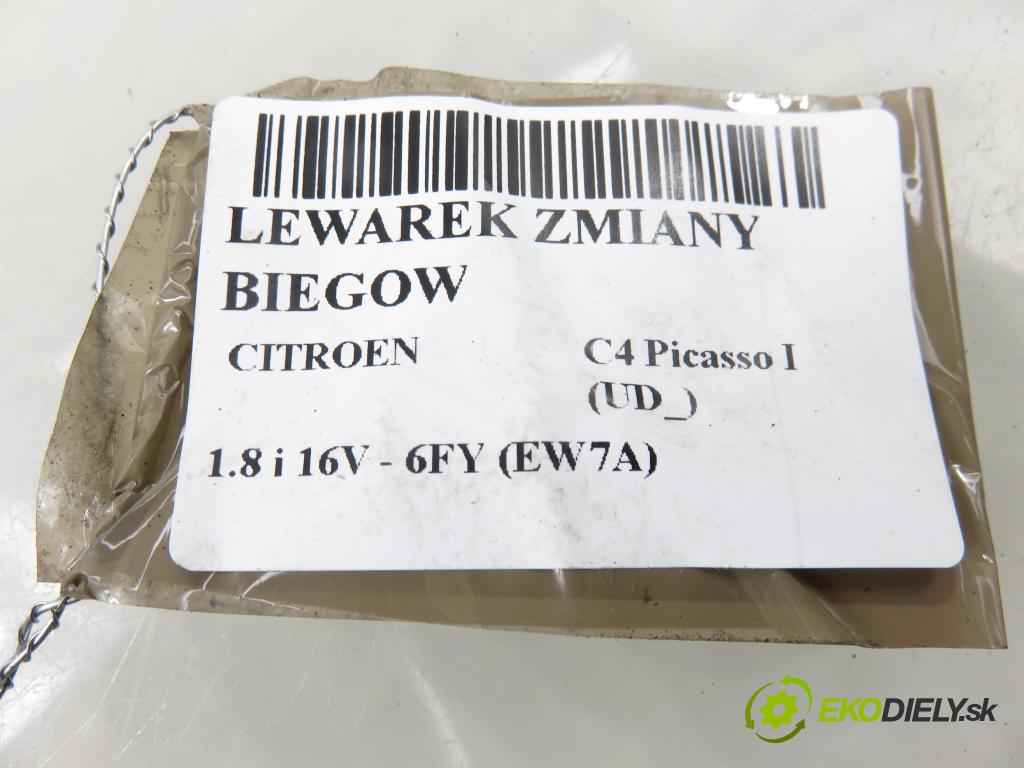 LEWAREK ZMIANY
BIEGOW
CITROEN C4 Picasso I
(UD_)
1.8 i 16V - 6FY (EW7A)
EKODIELY.sk